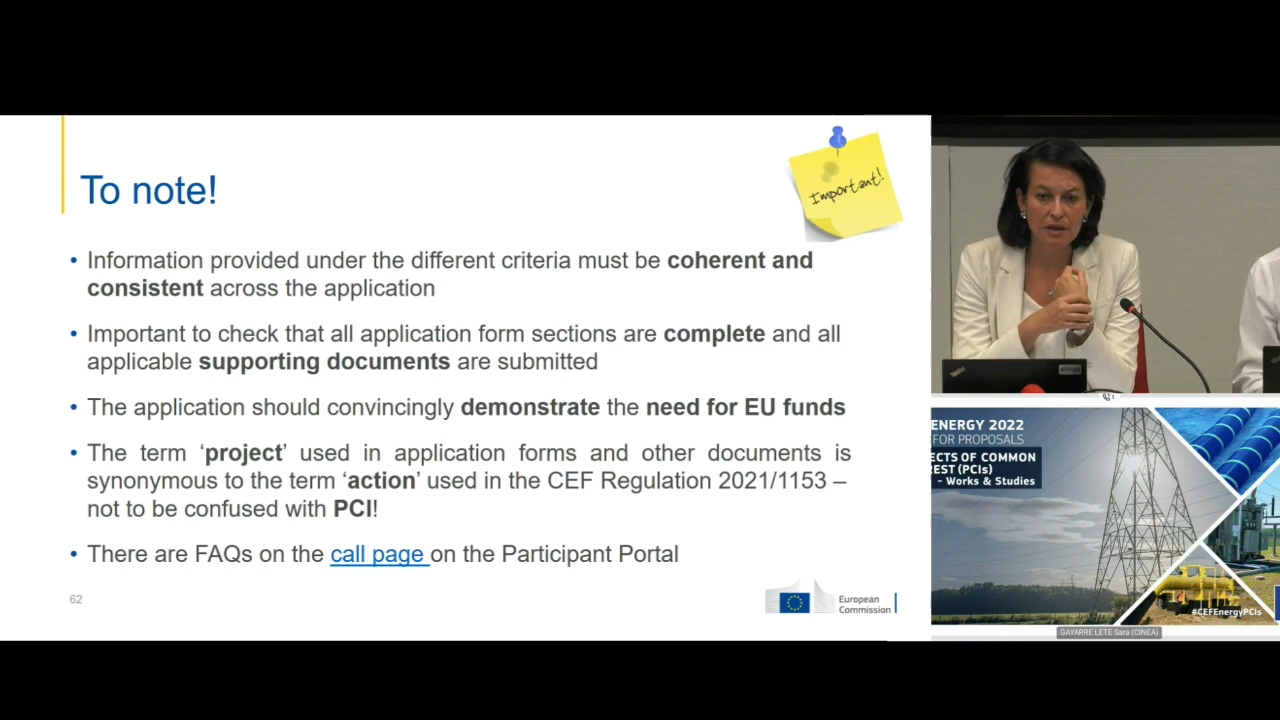 To note!
Important!
• Information provided under the different criteria must be coherent and
consistent across the application
• Important to check that all application form sections are complete and all
applicable supporting documents are submitted
• The application should convincingly demonstrate the need for EU funds
• The term ‘project’ used in application forms and other documents is
synonymous to the term ‘action’ used in the CEF Regulation 2021/1153 –
not to be confused with PCI!
• There are FAQs on the call page on the Participant Portal
62
European
Commission
ENERGY 2022
FOR PROPOSALS
ECTS OF COMMON
REST (PCIs)
- Works & Studies
#CEFEnergyPCIs
GAYARRE LETE Sara (CINEA)